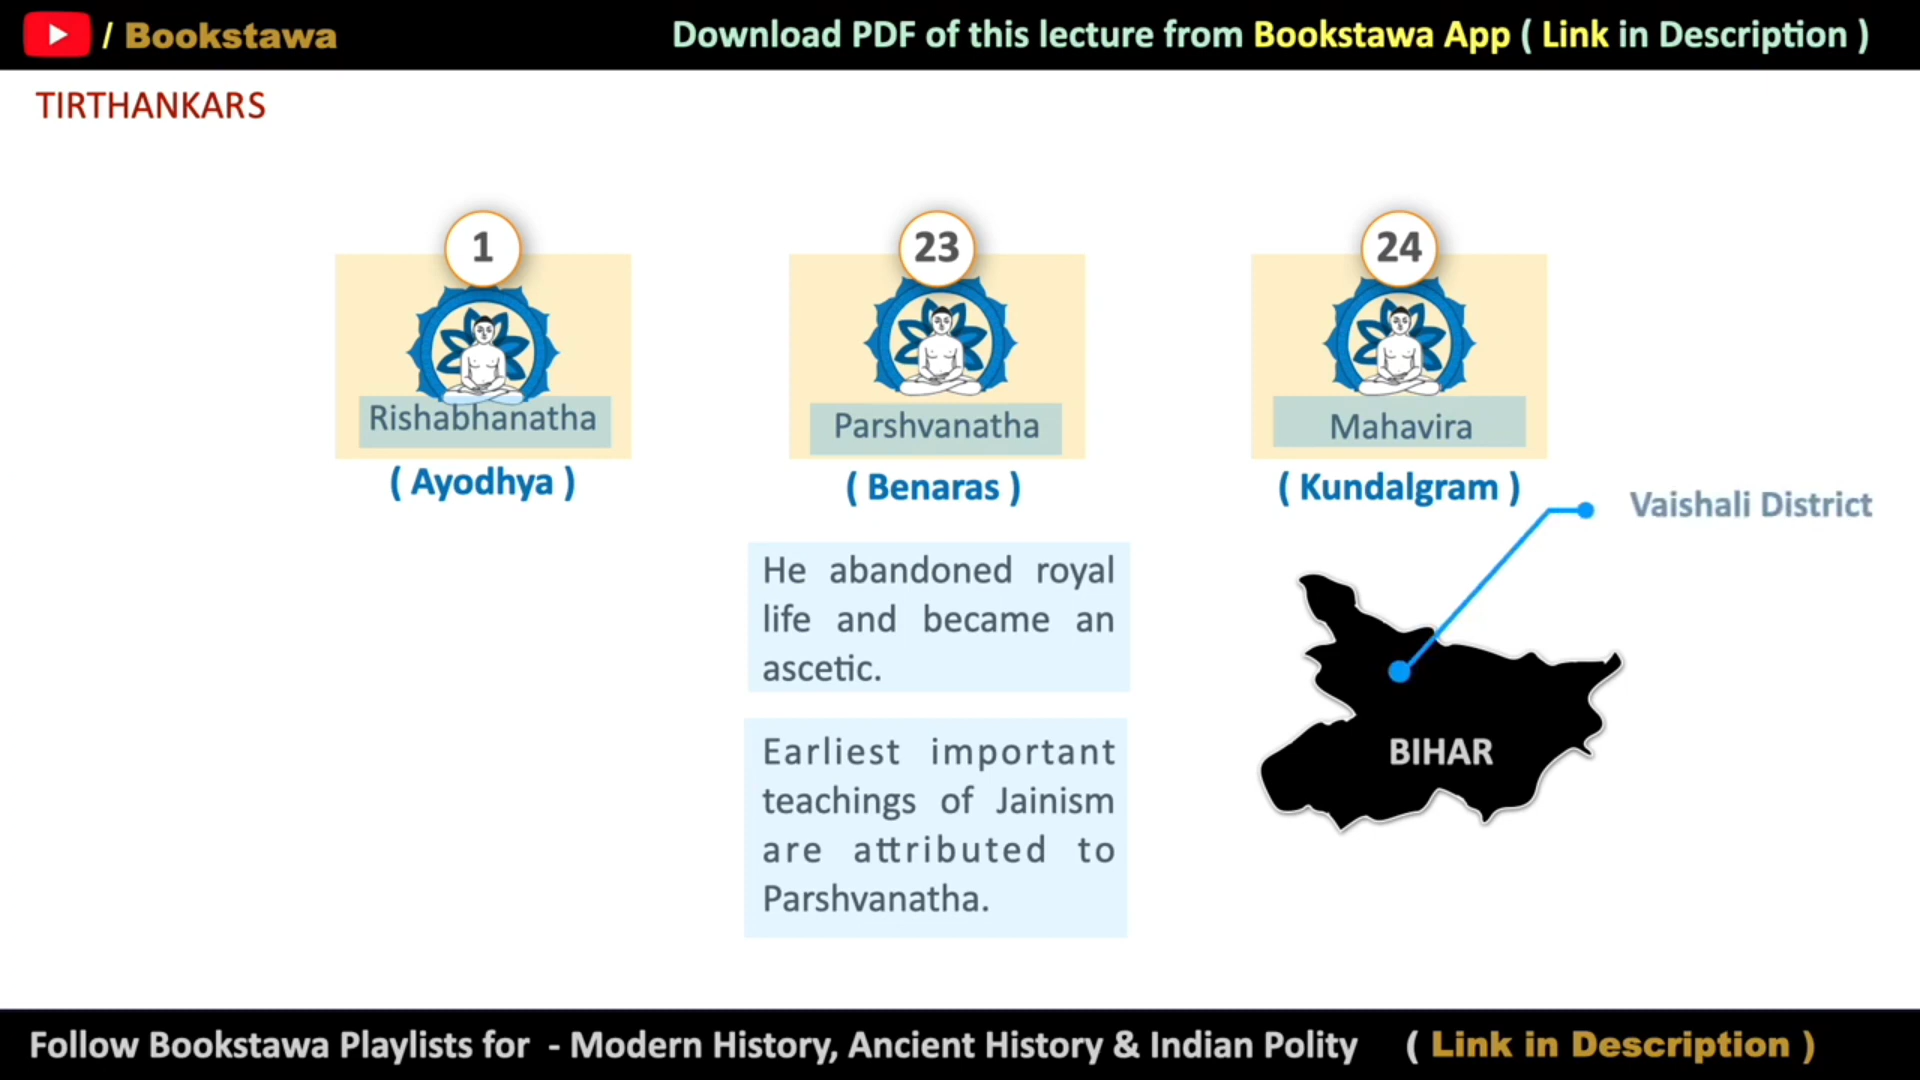 / Bookstawa
Download PDF of this lecture from Bookstawa App ( Link in Description )
TIRTHANKARS
1
Rishabhanatha
( Ayodhya )
23
Parshvanatha
( Benaras )
He abandoned royal
life and became an
ascetic.
Earliest important
teachings of Jainism
are attributed to
Parshvanatha.
24
Mahavira
( Kundalgram )
Vaishali District
BIHAR
Follow Bookstawa Playlists for - Modern History, Ancient History & Indian Polity ( Link in Description )